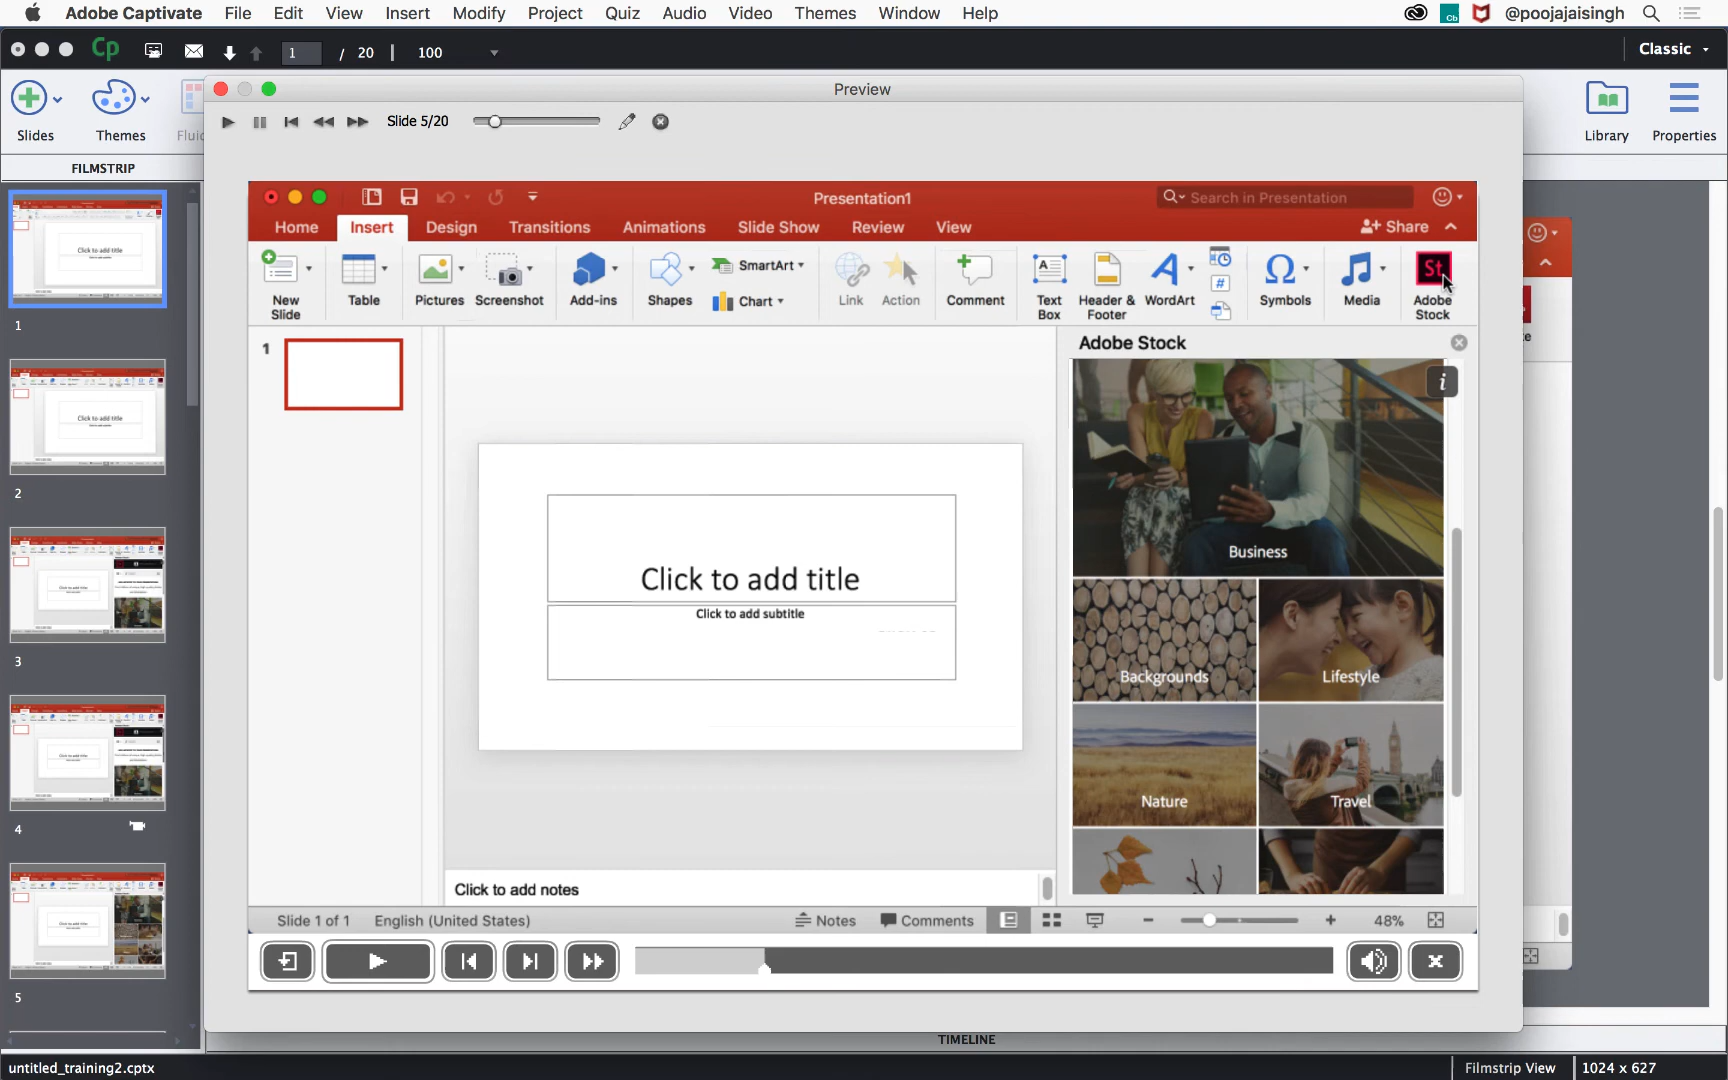 Adobe Captivate File Edit View Insert Modify Project Quiz Audio Video Themes Window Help @poojajaisingh
Cp 1 / 20 | 100 Classic
Preview
Slides Themes Library Properties
Slide 5/20
FILMSTRIP
Presentation1 Search in Presentation
Home Insert Design Transitions Animations Slide Show Review View Share
New Slide Table Pictures Screenshot Add-ins Shapes SmartArt Chart Link Action Comment Text Box Header & Footer WordArt Symbols Media Adobe Stock
St
1
Adobe Stock
Business
Backgrounds Lifestyle
Nature Travel
Click to add title
Click to add subtitle
Click to add notes
Slide 1 of 1 English (United States) Notes Comments 48%
1
2
3
4
5
TIMELINE
untitled_training2.cptx Filmstrip View 1024 x 627